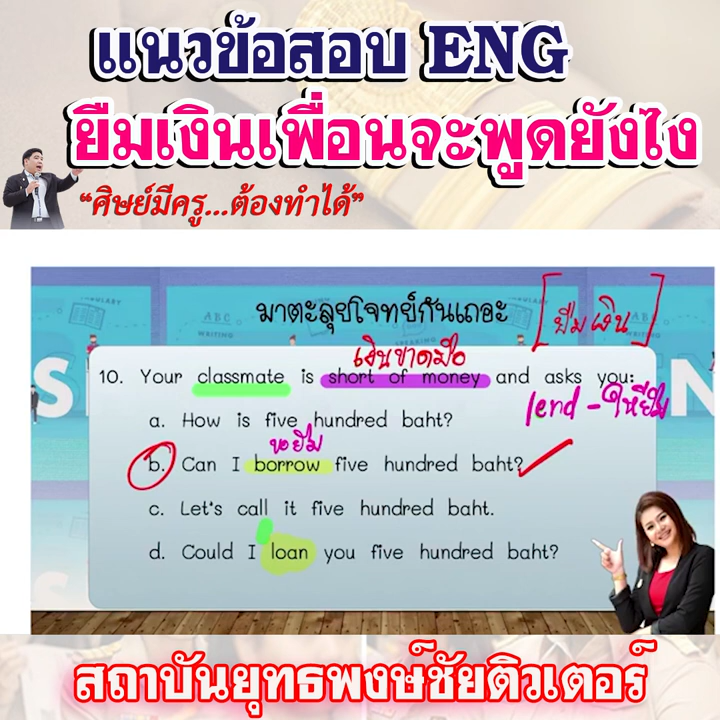 แนวข้อสอบ ENG
ยืมเงินเพื่อนจะพูดยังไง
“ศิษย์มีครู...ต้องทำได้”
มาตะลุยโจทย์กันเถอะ
[ยืมเงิน]
เงินขาดมือ
10. Your classmate is short of money and asks you:
lend - ให้ยืม
a. How is five hundred baht?
ขอยืม
b. Can I borrow five hundred baht?
c. Let's call it five hundred baht.
d. Could I loan you five hundred baht?
สถาบันยุทธพงษ์ชัยติวเตอร์